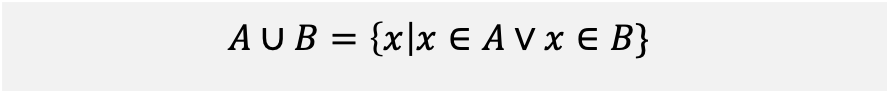 A ∪ B = {x|x ∈ A ∨ x ∈ B}